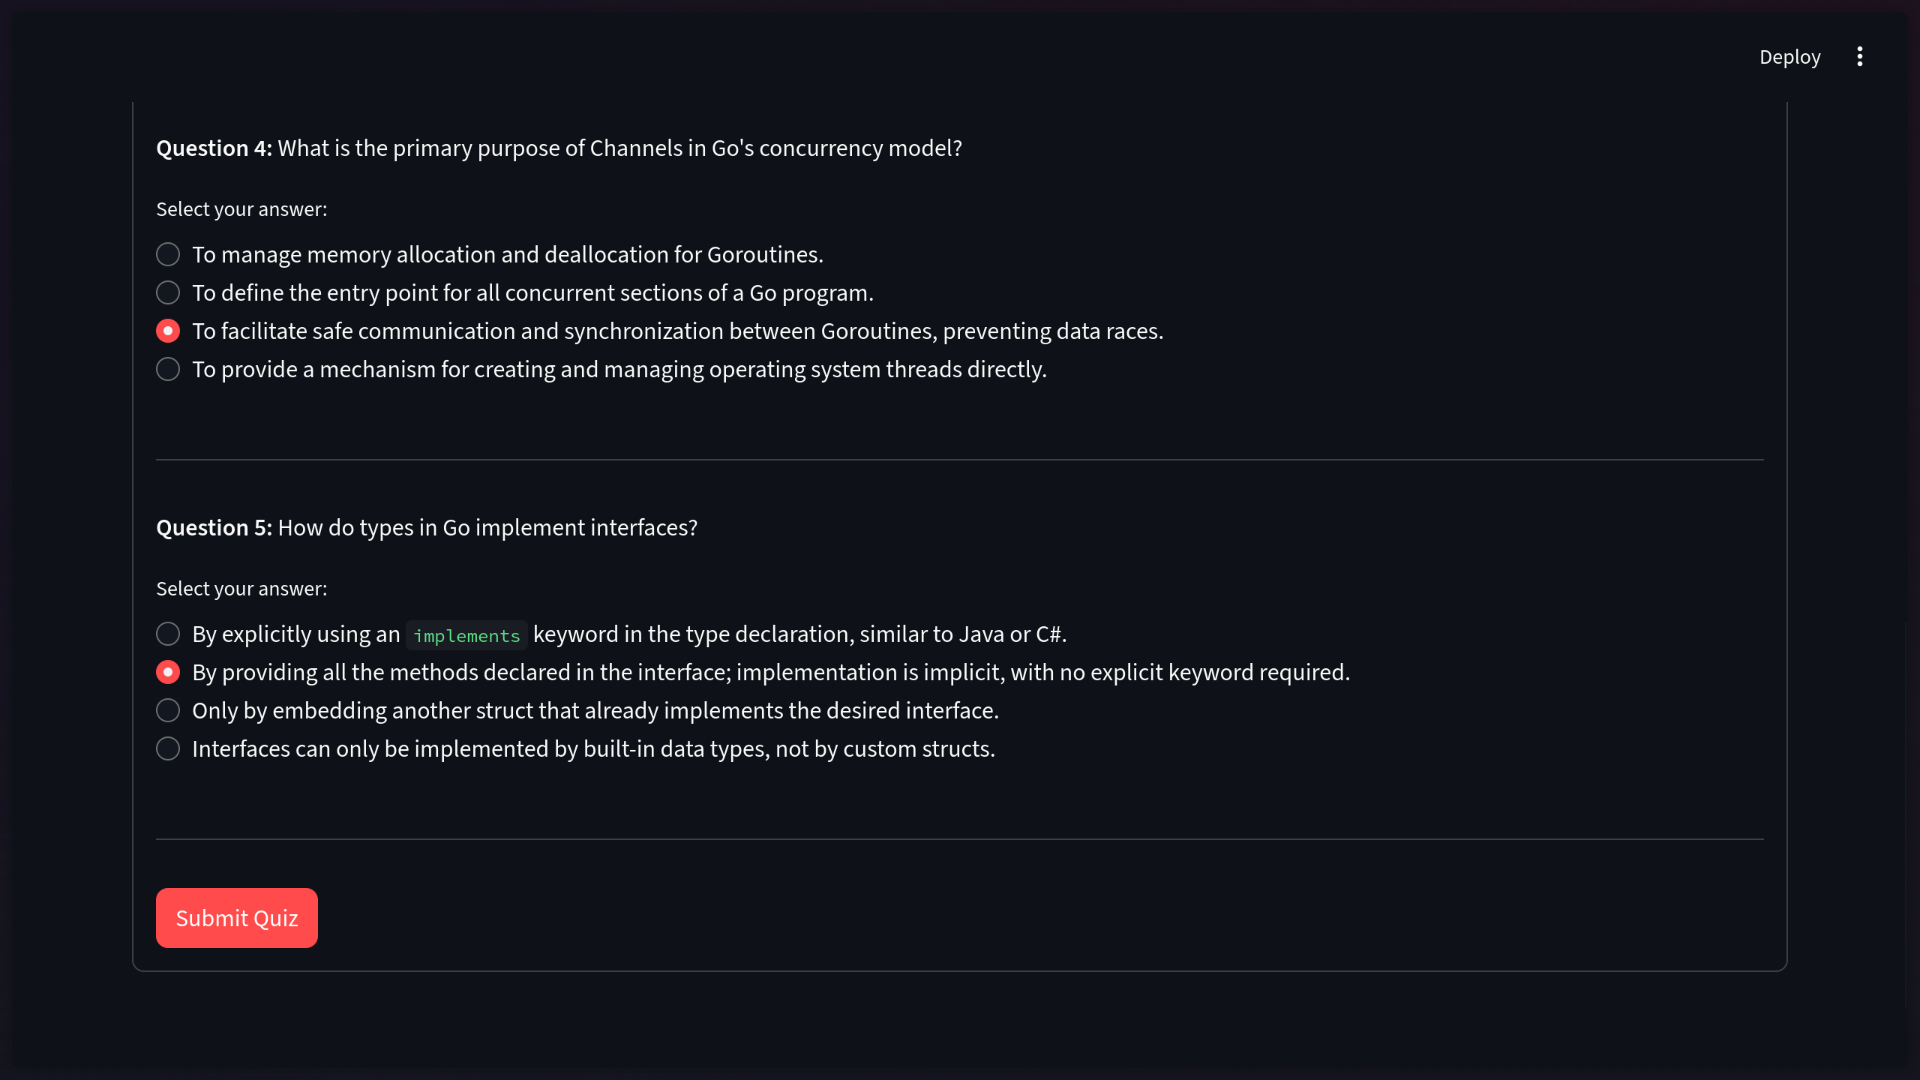 Deploy
Question 4: What is the primary purpose of Channels in Go's concurrency model?
Select your answer:
To manage memory allocation and deallocation for Goroutines.
To define the entry point for all concurrent sections of a Go program.
To facilitate safe communication and synchronization between Goroutines, preventing data races.
To provide a mechanism for creating and managing operating system threads directly.
Question 5: How do types in Go implement interfaces?
Select your answer:
By explicitly using an implements keyword in the type declaration, similar to Java or C#.
By providing all the methods declared in the interface; implementation is implicit, with no explicit keyword required.
Only by embedding another struct that already implements the desired interface.
Interfaces can only be implemented by built-in data types, not by custom structs.
Submit Quiz